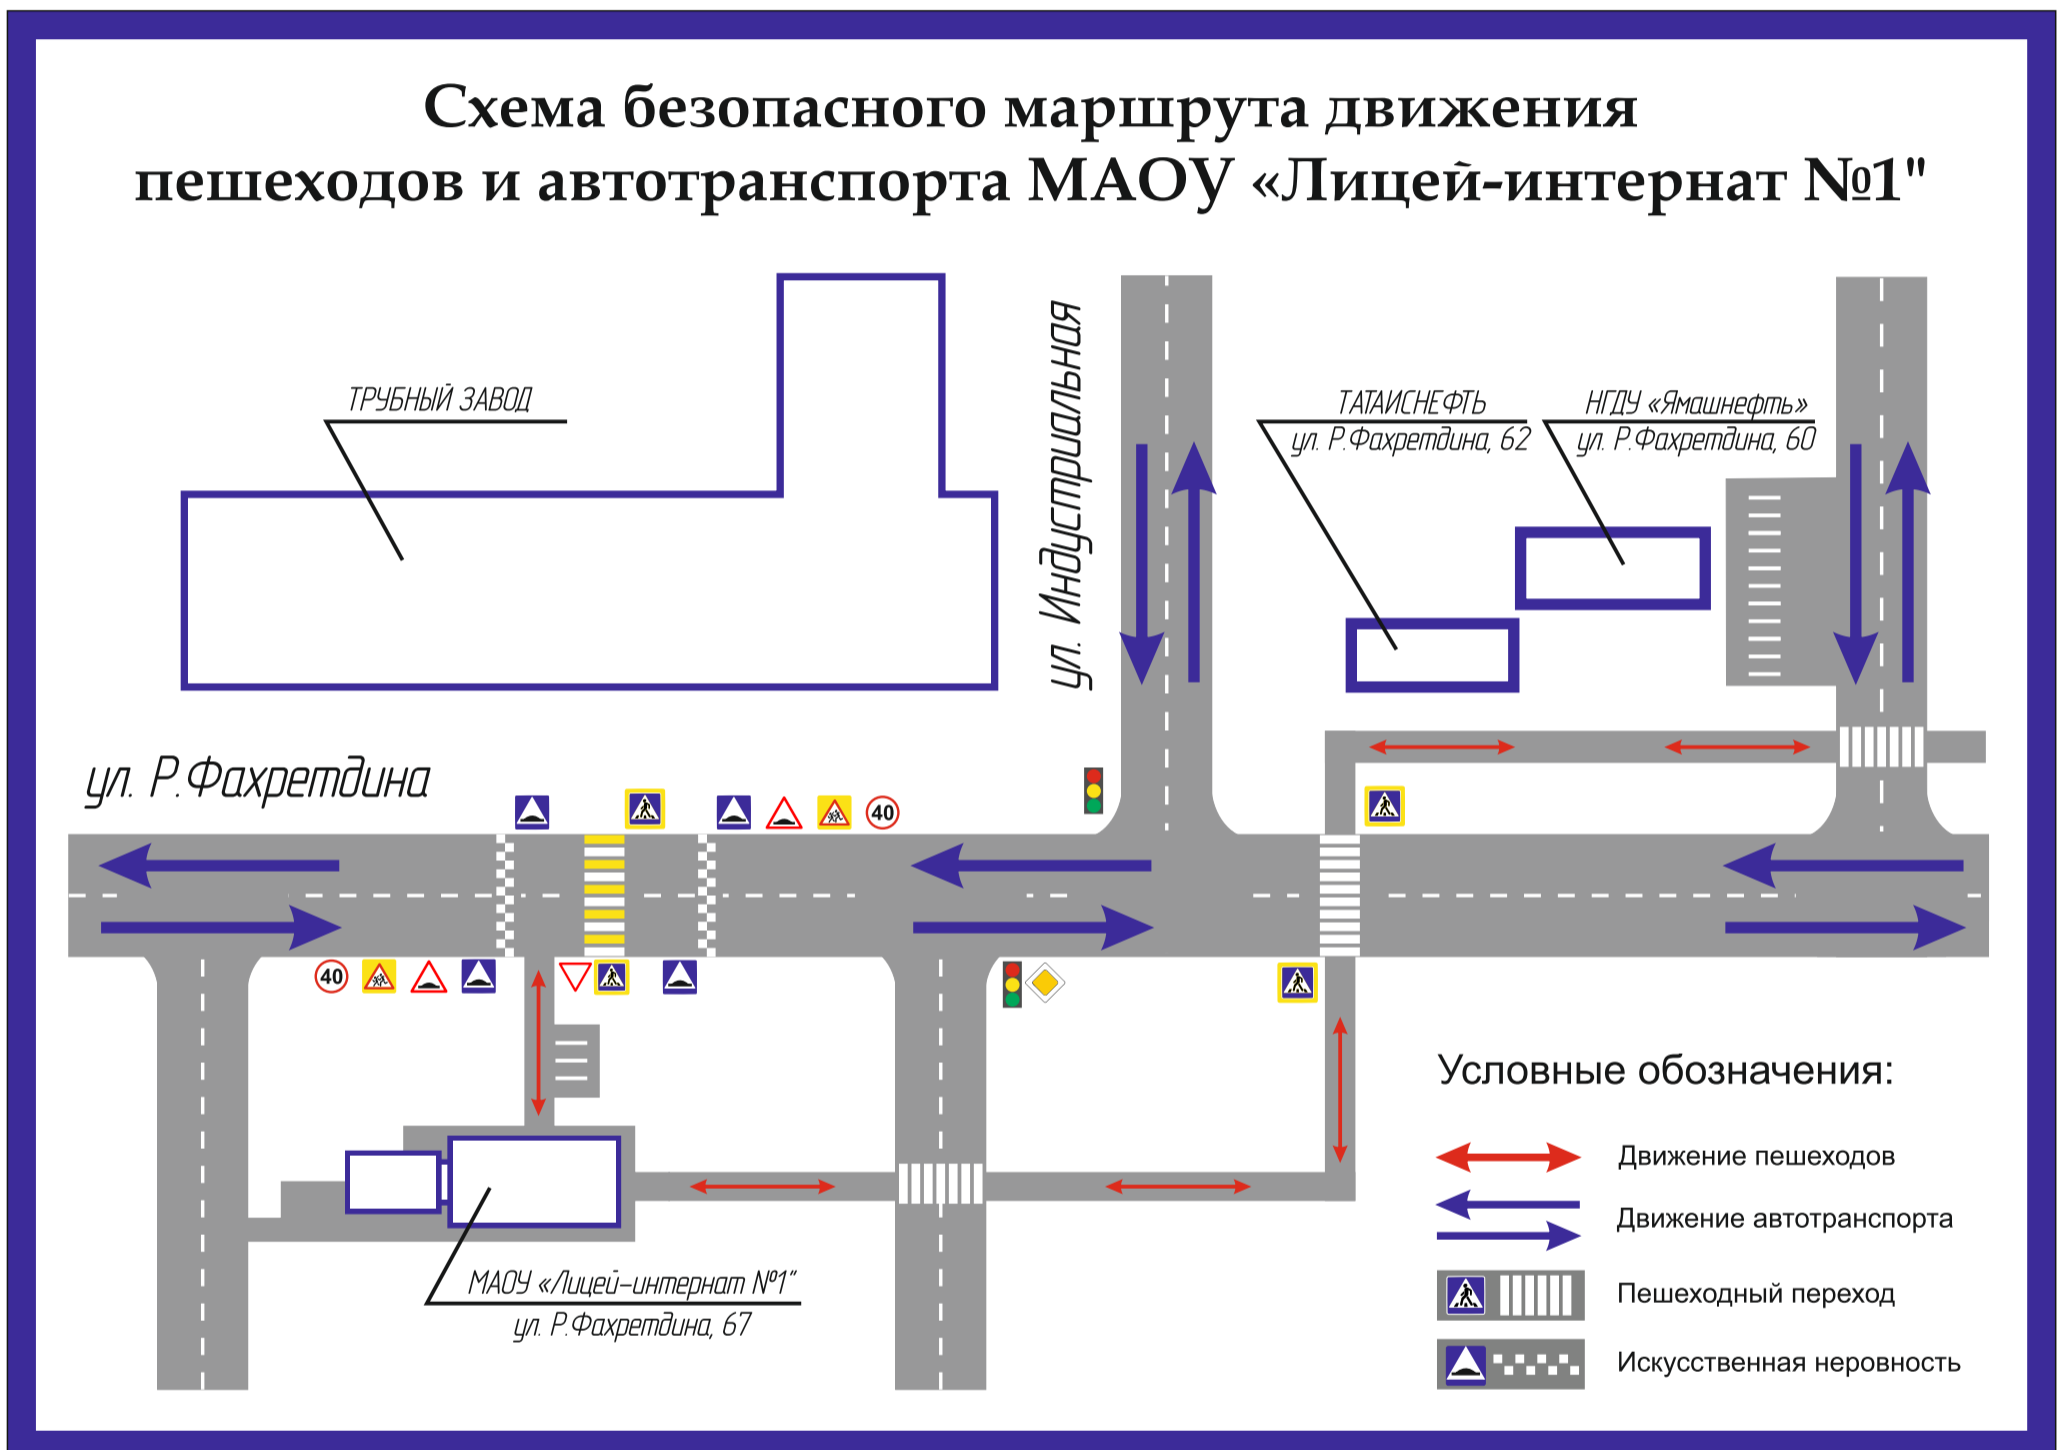 Схема безопасного маршрута движения
пешеходов и автотранспорта МАОУ «Лицей-интернат №1"
ул. Индустриальная
ТРУБНЫЙ ЗАВОД
ТАТАИСНЕФТЬ
ул. Р.Фахретдина, 62
НГДУ «Ямашнефть»
ул. Р.Фахретдина, 60
ул. Р.Фахретдина
40
40
МАОУ «Лицей-интернат №1"
ул. Р.Фахретдина, 67
Условные обозначения:
Движение пешеходов
Движение автотранспорта
Пешеходный переход
Искусственная неровность